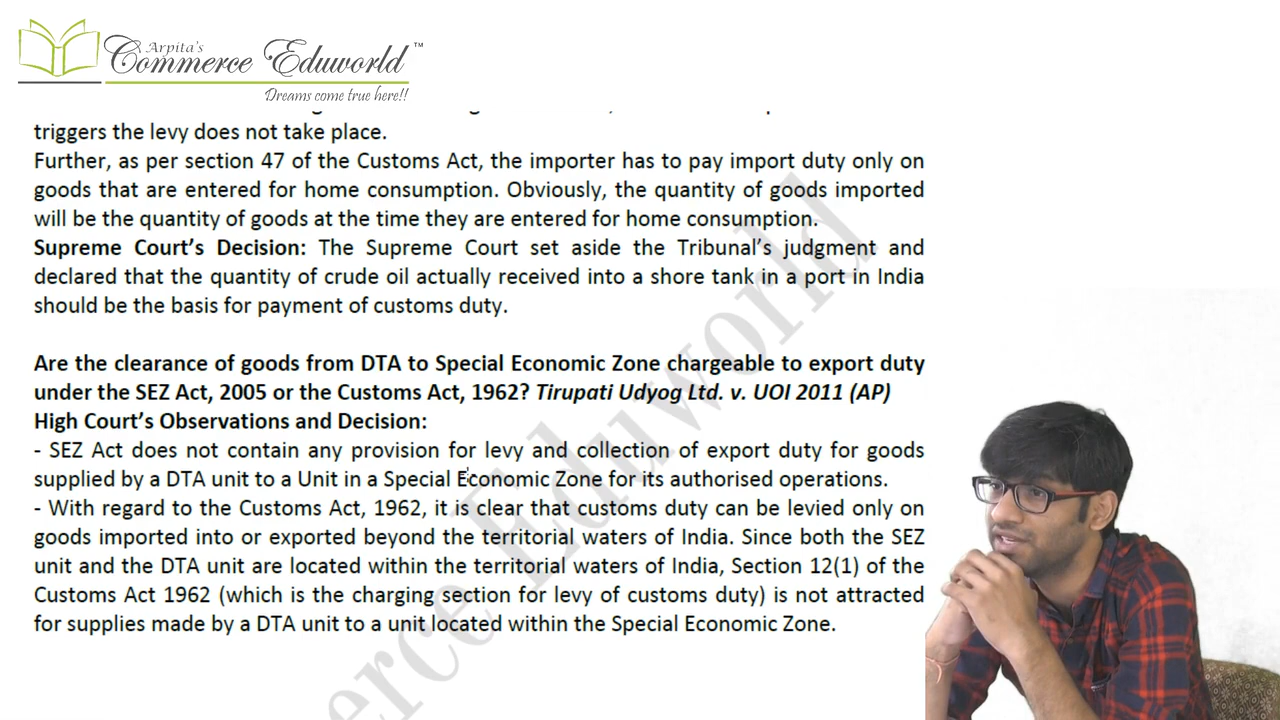 Arpita's
Commerce Eduworld™
Dreams come true here!!
triggers the levy does not take place.
Further, as per section 47 of the Customs Act, the importer has to pay import duty only on
goods that are entered for home consumption. Obviously, the quantity of goods imported
will be the quantity of goods at the time they are entered for home consumption.
Supreme Court's Decision: The Supreme Court set aside the Tribunal's judgment and
declared that the quantity of crude oil actually received into a shore tank in a port in India
should be the basis for payment of customs duty.
Are the clearance of goods from DTA to Special Economic Zone chargeable to export duty
under the SEZ Act, 2005 or the Customs Act, 1962? Tirupati Udyog Ltd. v. UOI 2011 (AP)
High Court's Observations and Decision:
- SEZ Act does not contain any provision for levy and collection of export duty for goods
supplied by a DTA unit to a Unit in a Special Economic Zone for its authorised operations.
- With regard to the Customs Act, 1962, it is clear that customs duty can be levied only on
goods imported into or exported beyond the territorial waters of India. Since both the SEZ
unit and the DTA unit are located within the territorial waters of India, Section 12(1) of the
Customs Act 1962 (which is the charging section for levy of customs duty) is not attracted
for supplies made by a DTA unit to a unit located within the Special Economic Zone.
erce Eduworld